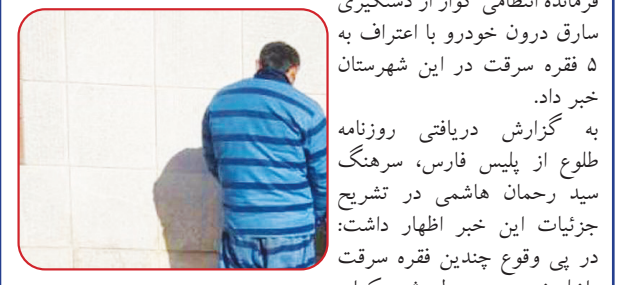 فرمانده انتظامی کوار از دستگیری
سارق درون خودرو با اعتراف به
۵ فقره سرقت در این شهرستان
خبر داد.
به گزارش دریافتی روزنامه
طلوع از پلیس فارس، سرهنگ
سید رحمان هاشمی در تشریح
جزئیات این خبر اظهار داشت:
در پی وقوع چندین فقره سرقت